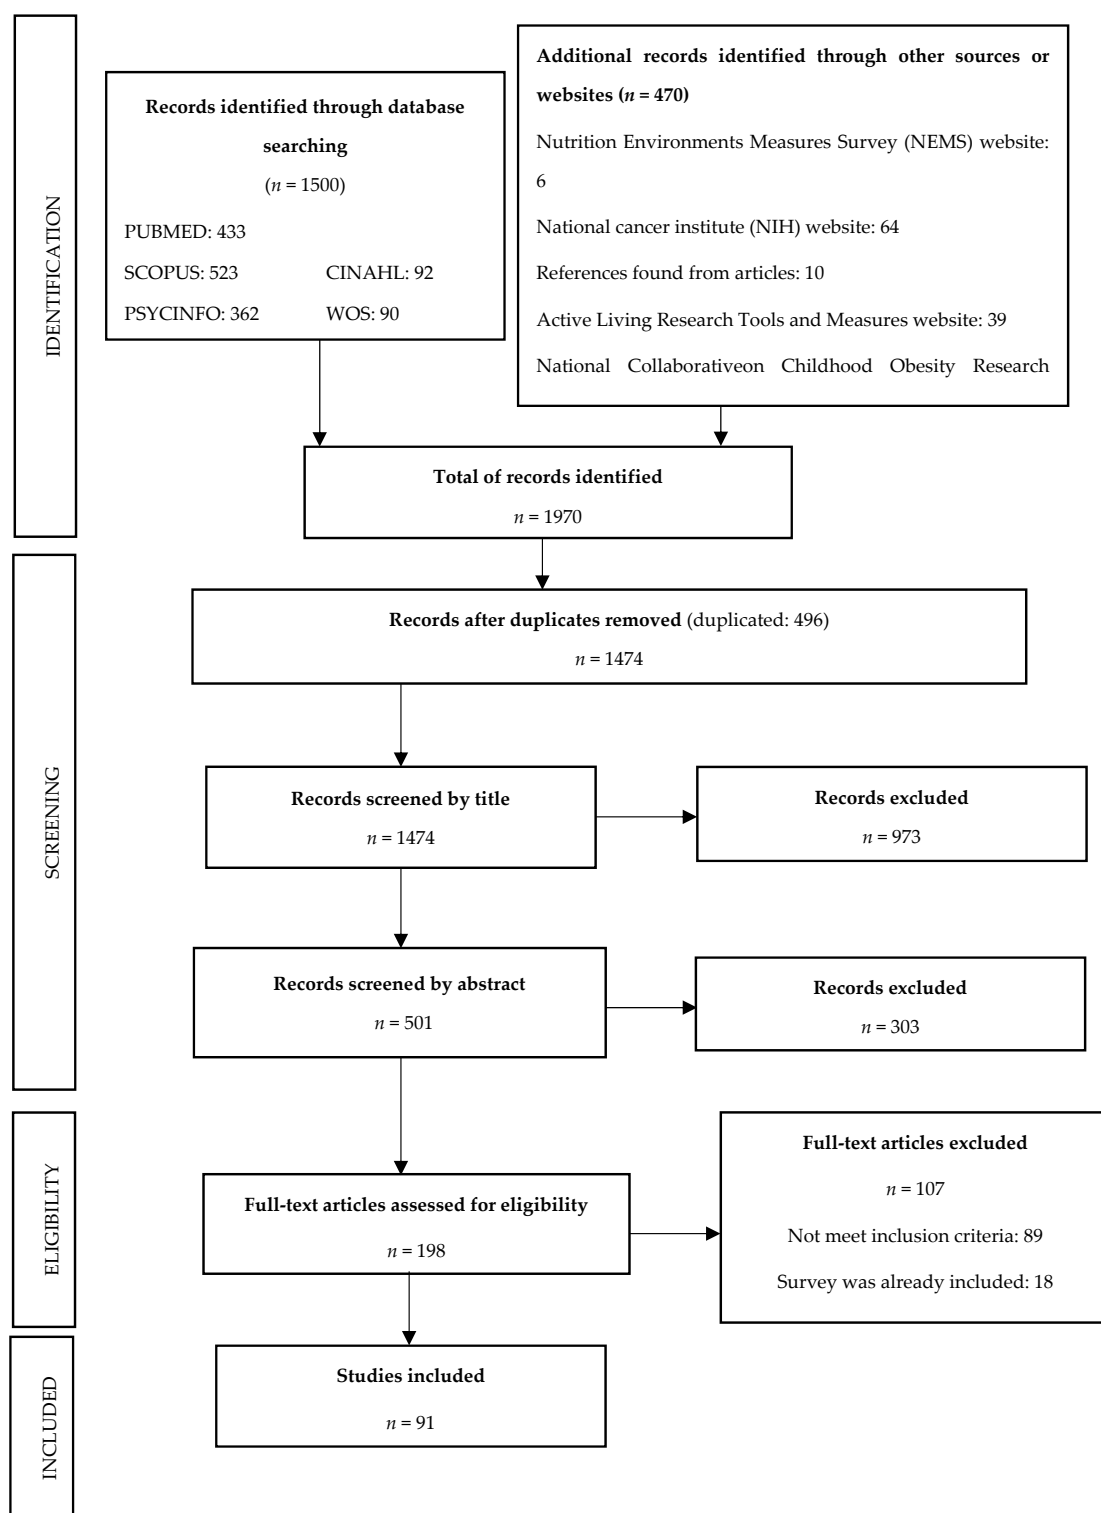 IDENTIFICATION
Records identified through database
searching
(n = 1500)
PUBMED: 433
SCOPUS: 523 CINAHL: 92
PSYCINFO: 362 WOS: 90
Additional records identified through other sources or
websites (n = 470)
Nutrition Environments Measures Survey (NEMS) website:
6
National cancer institute (NIH) website: 64
References found from articles: 10
Active Living Research Tools and Measures website: 39
National Collaborativeon Childhood Obesity Research
Total of records identified
n = 1970
SCREENING
Records after duplicates removed (duplicated: 496)
n = 1474
Records screened by title
n = 1474
Records excluded
n = 973
Records screened by abstract
n = 501
Records excluded
n = 303
ELIGIBILITY
Full-text articles assessed for eligibility
n = 198
Full-text articles excluded
n = 107
Not meet inclusion criteria: 89
Survey was already included: 18
INCLUDED
Studies included
n = 91